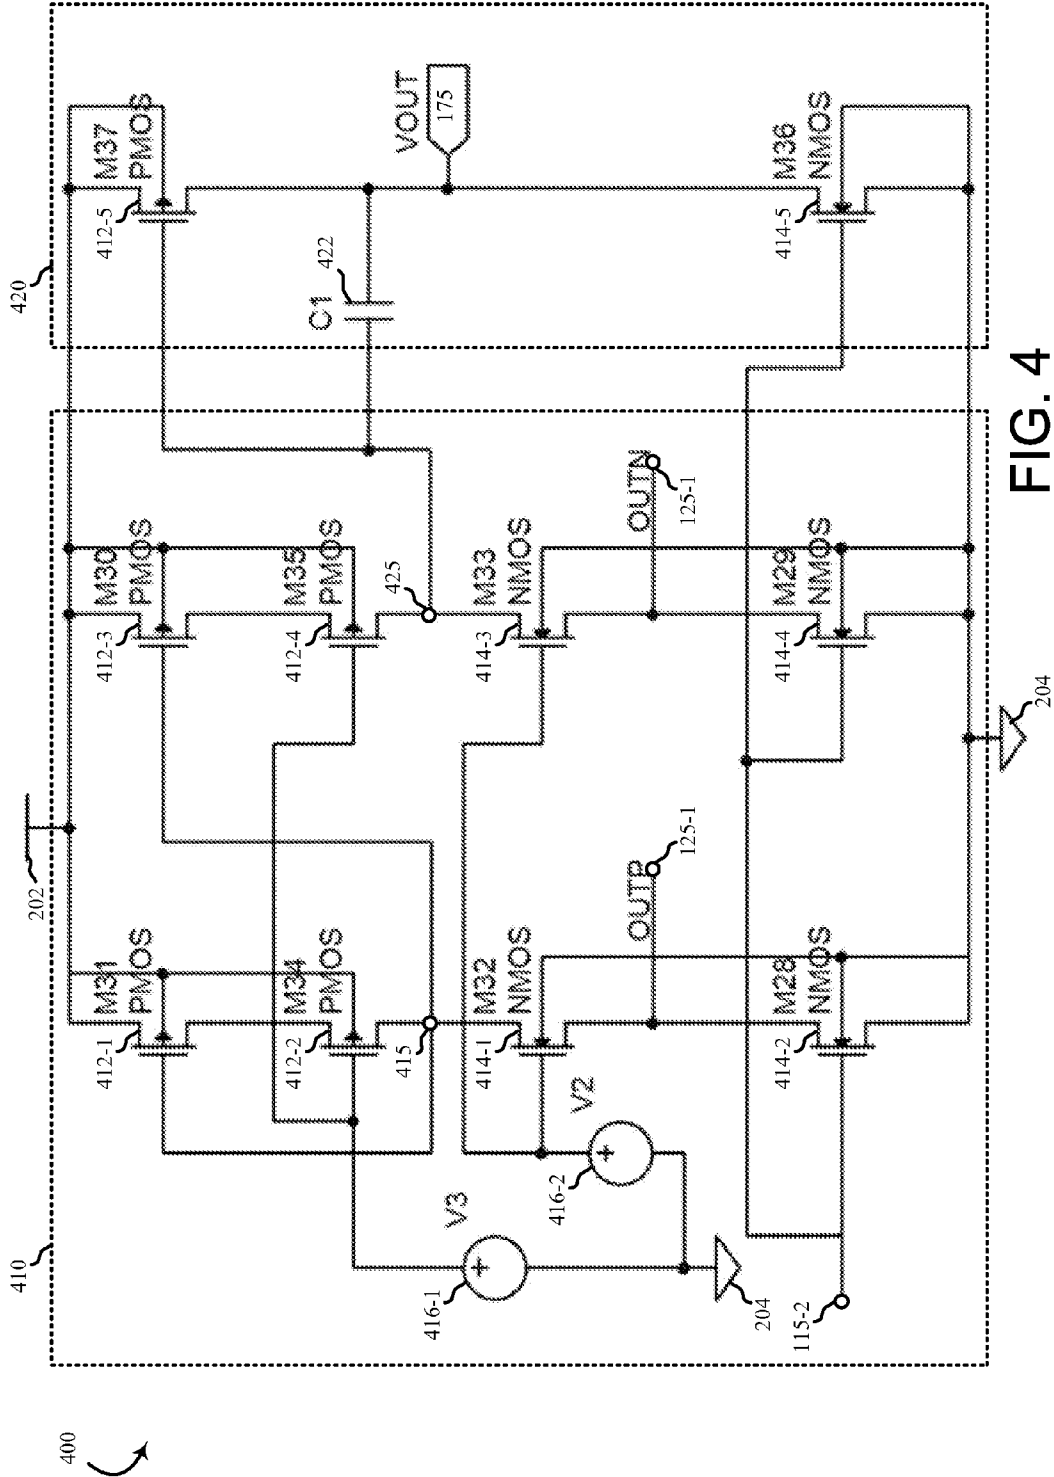 400
410
420
202
M31
PMOS
412-1
M30
PMOS
412-3
M37
PMOS
412-5
M34
PMOS
412-2
M35
PMOS
412-4
415
425
C1
422
VOUT
175
V3
416-1
V2
416-2
M32
NMOS
414-1
M33
NMOS
414-3
OUTP
125-1
OUTN
125-1
204
115-2
M28
NMOS
414-2
M29
NMOS
414-4
M36
NMOS
414-5
204
FIG. 4